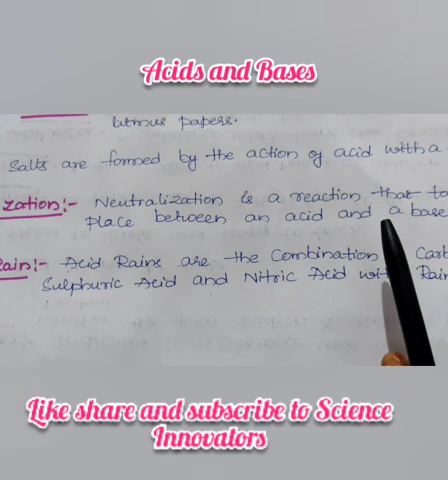 Acids and Bases
litmus papers.
Salts are formed by the action of acid with a
zation:- Neutralization is a reaction that
place between an acid and a base
Rain:- Acid Rains are the Combination
Sulphuric Acid and Nitric Acid with Rain
Like share and subscribe to Science
Innovators